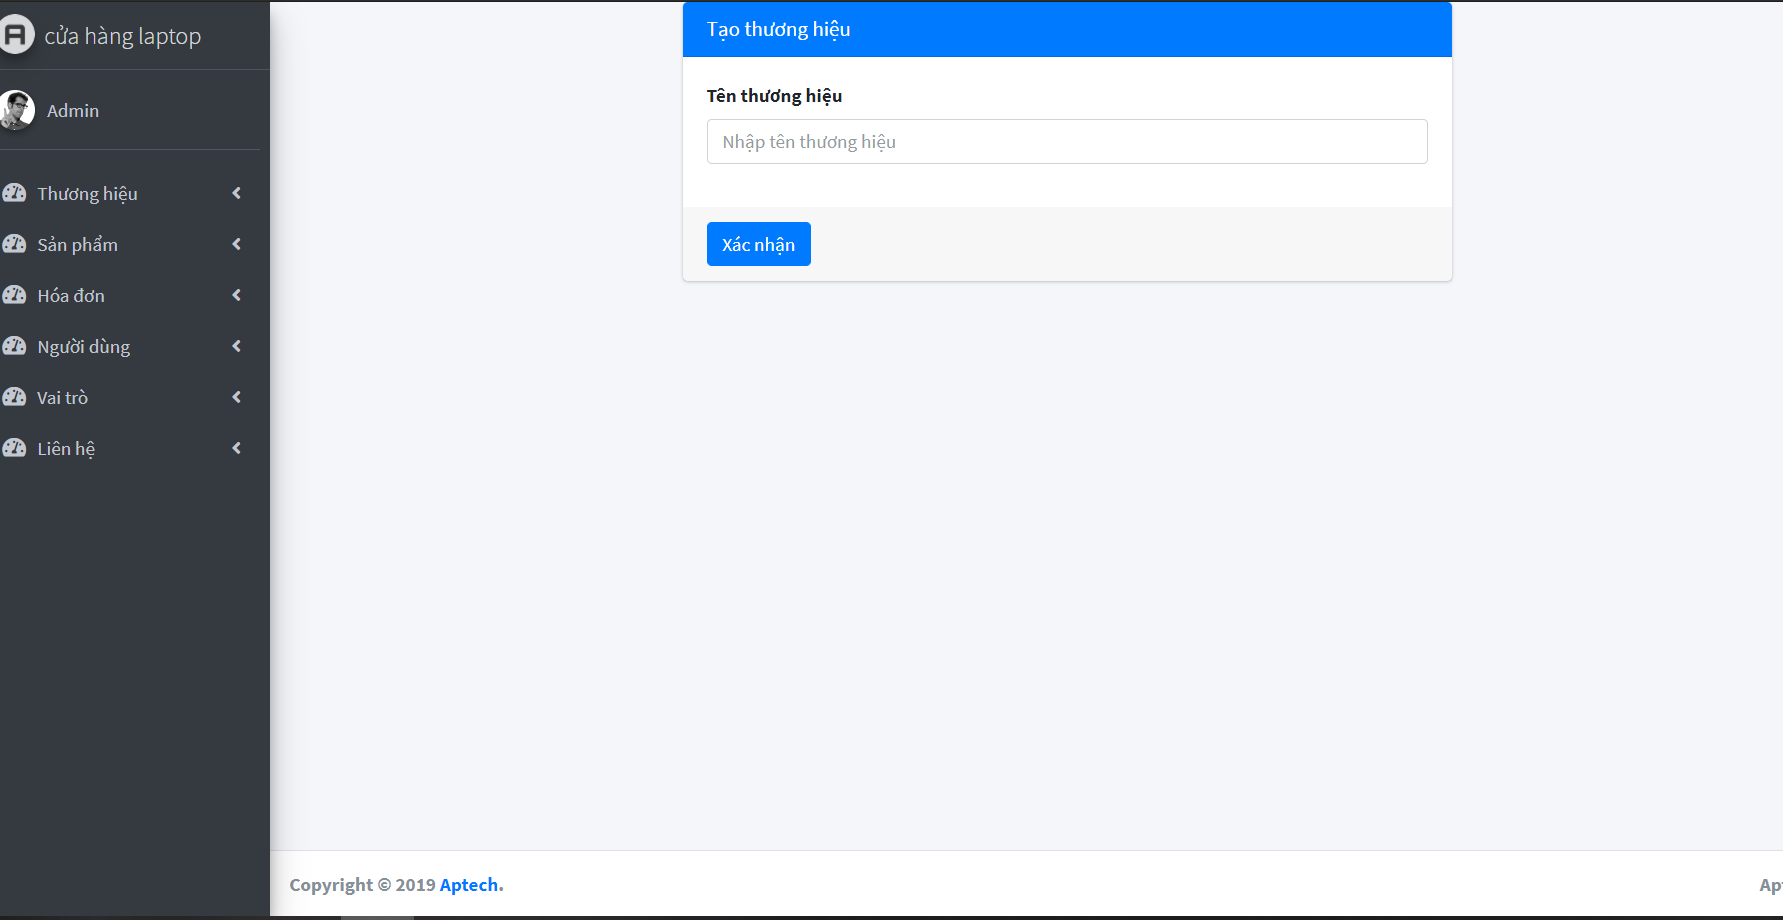 cửa hàng laptop
Admin
Thương hiệu
Sản phẩm
Hóa đơn
Người dùng
Vai trò
Liên hệ
Tạo thương hiệu
Tên thương hiệu
Nhập tên thương hiệu
Xác nhận
Copyright © 2019 Aptech.